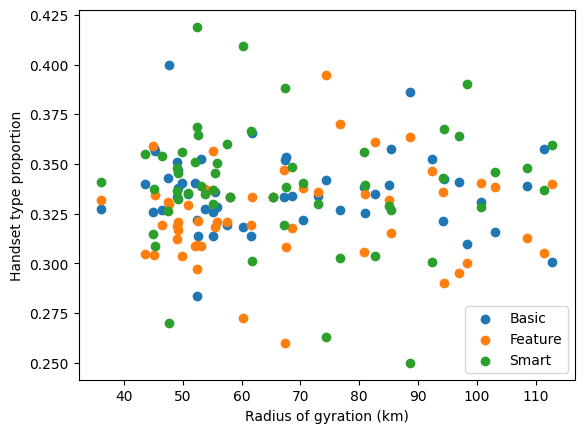 0.425
0.400
0.375
0.350
0.325
0.300
0.275
0.250
Handset type proportion
40 50 60 70 80 90 100 110
Radius of gyration (km)
Basic
Feature
Smart